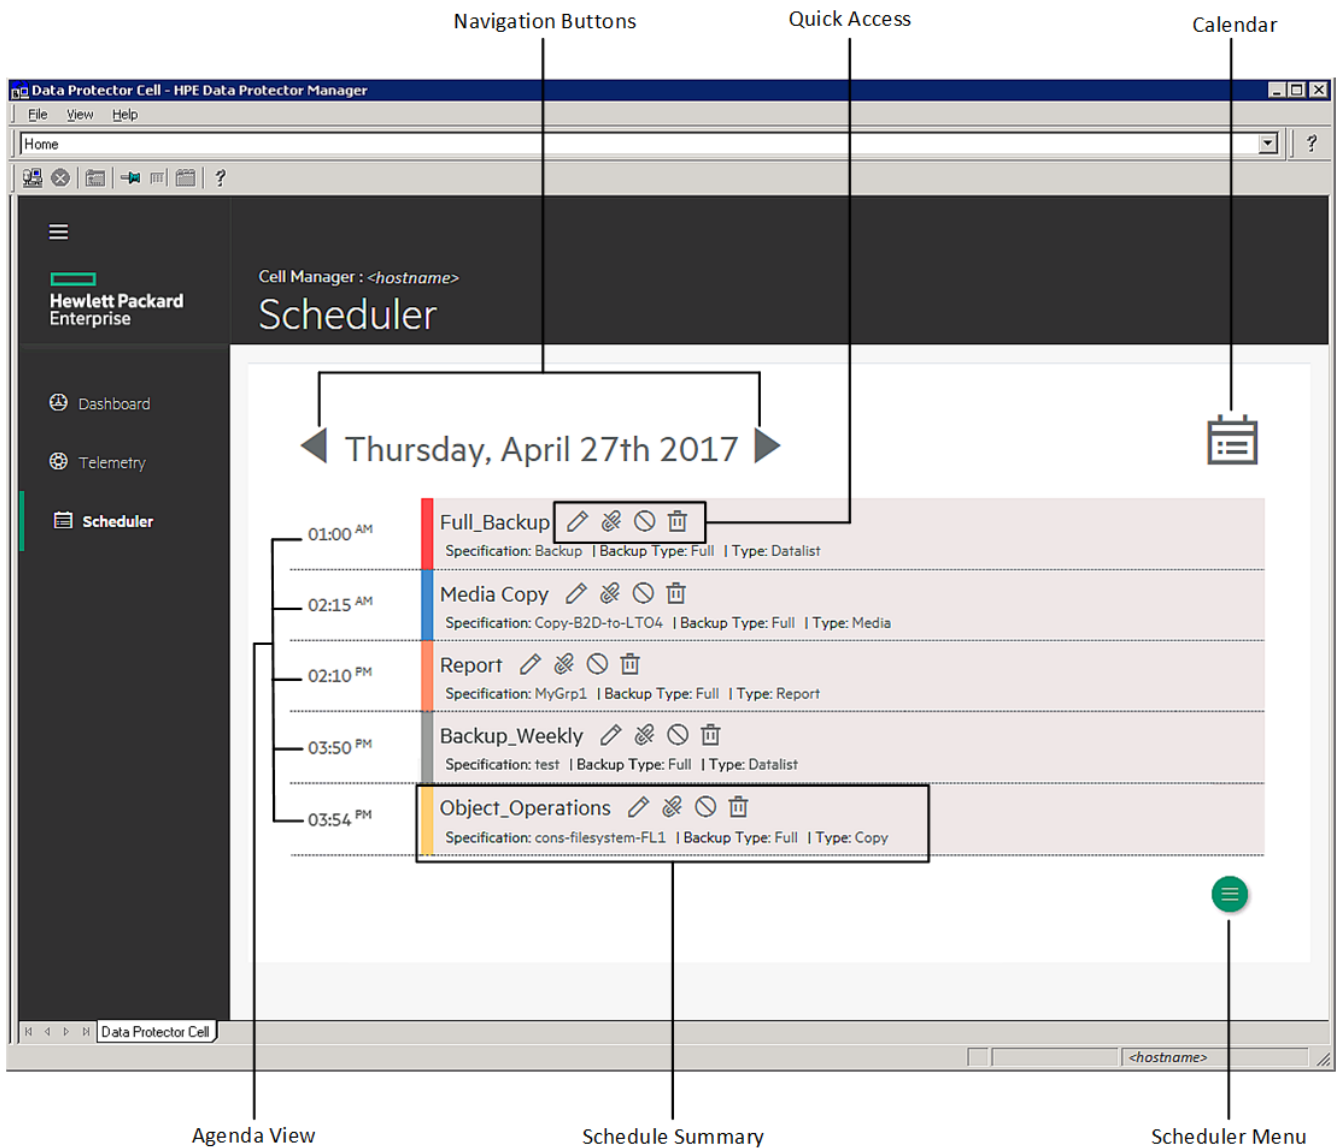 Navigation Buttons
Quick Access
Calendar
Data Protector Cell - HPE Data Protector Manager
File View Help
Home
?
?
Hewlett Packard
Enterprise
Cell Manager : <hostname>
Scheduler
Dashboard
Telemetry
Scheduler
Thursday, April 27th 2017
01:00 AM
Full_Backup
Specification: Backup | Backup Type: Full | Type: Datalist
02:15 AM
Media Copy
Specification: Copy-B2D-to-LTO4 | Backup Type: Full | Type: Media
02:10 PM
Report
Specification: MyGrp1 | Backup Type: Full | Type: Report
03:50 PM
Backup_Weekly
Specification: test | Backup Type: Full | Type: Datalist
03:54 PM
Object_Operations
Specification: cons-filesystem-FL1 | Backup Type: Full | Type: Copy
Data Protector Cell
<hostname>
Agenda View
Schedule Summary
Scheduler Menu